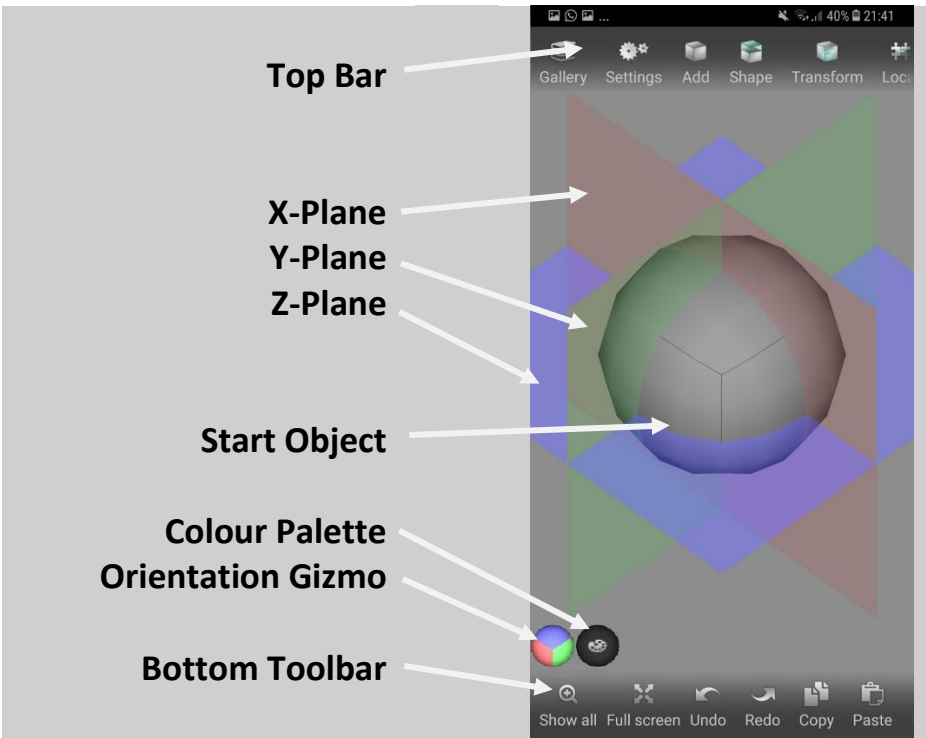 ... 40% 21:41
Top Bar
Gallery Settings Add Shape Transform Loca
X-Plane
Y-Plane
Z-Plane
Start Object
Colour Palette
Orientation Gizmo
Bottom Toolbar
Show all Full screen Undo Redo Copy Paste